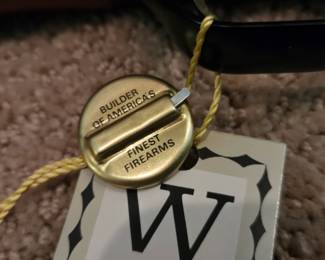 BUILDER
OF AMERICA'S
FINEST
FIREARMS
W